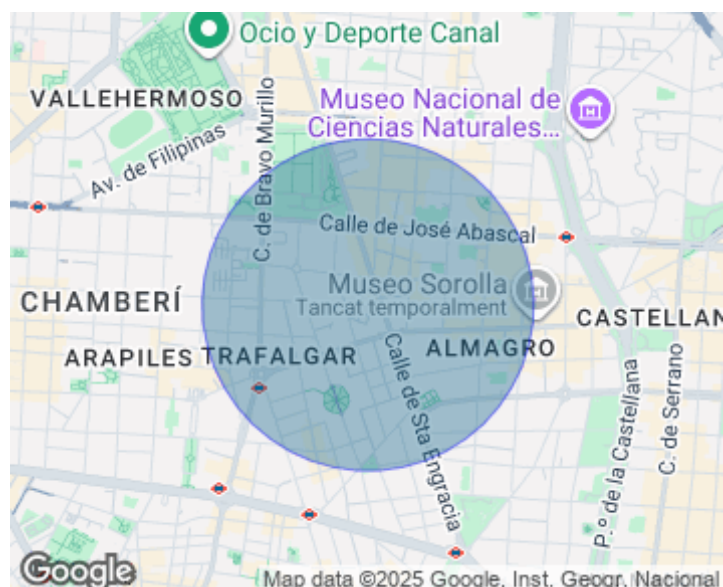 Ocio y Deporte Canal
VALLEHERMOSO
Museo Nacional de
Ciencias Naturales...
Av. de Filipinas
C. de Bravo Murillo
Calle de José Abascal
Museo Sorolla
Tancat temporalment
CHAMBERÍ
CASTELLAN
ARAPILES
TRAFALGAR
ALMAGRO
Calle de Sta Engracia
P.º de la Castellana
C. de Serrano
Google
Map data ©2025 Google, Inst. Geogr. Nacional